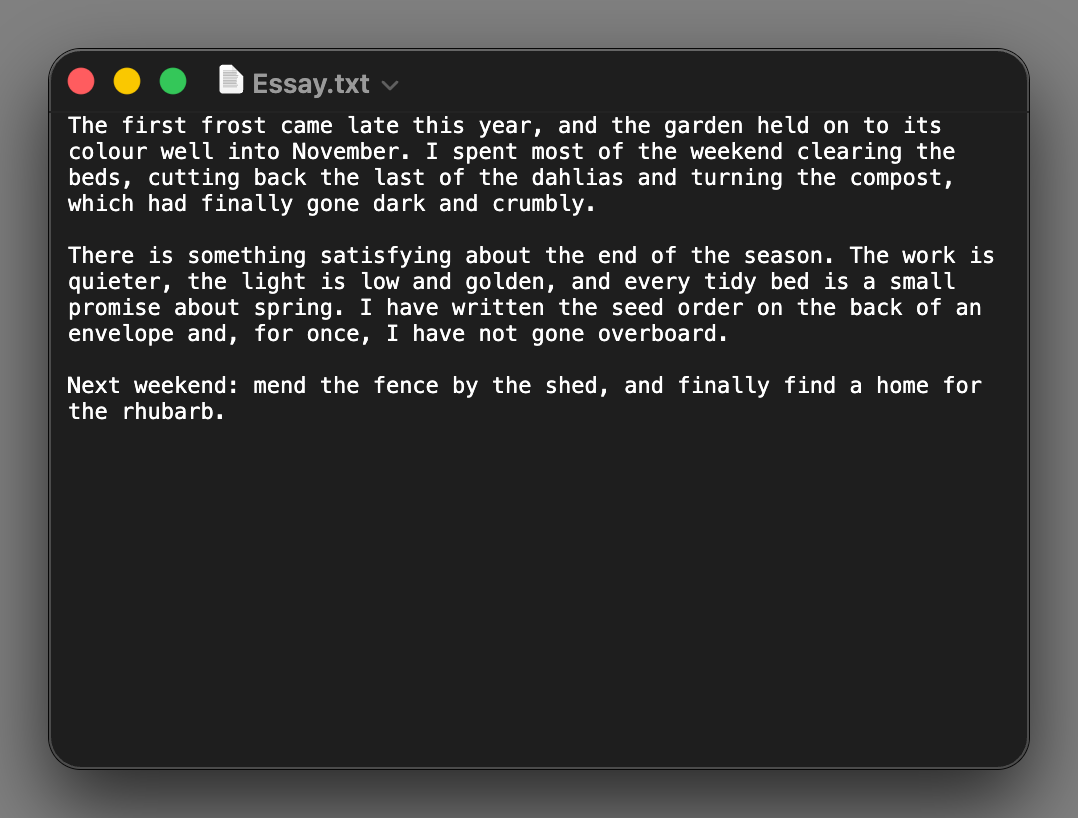 Essay.txt
The first frost came late this year, and the garden held on to its
colour well into November. I spent most of the weekend clearing the
beds, cutting back the last of the dahlias and turning the compost,
which had finally gone dark and crumbly.

There is something satisfying about the end of the season. The work is
quieter, the light is low and golden, and every tidy bed is a small
promise about spring. I have written the seed order on the back of an
envelope and, for once, I have not gone overboard.

Next weekend: mend the fence by the shed, and finally find a home for
the rhubarb.